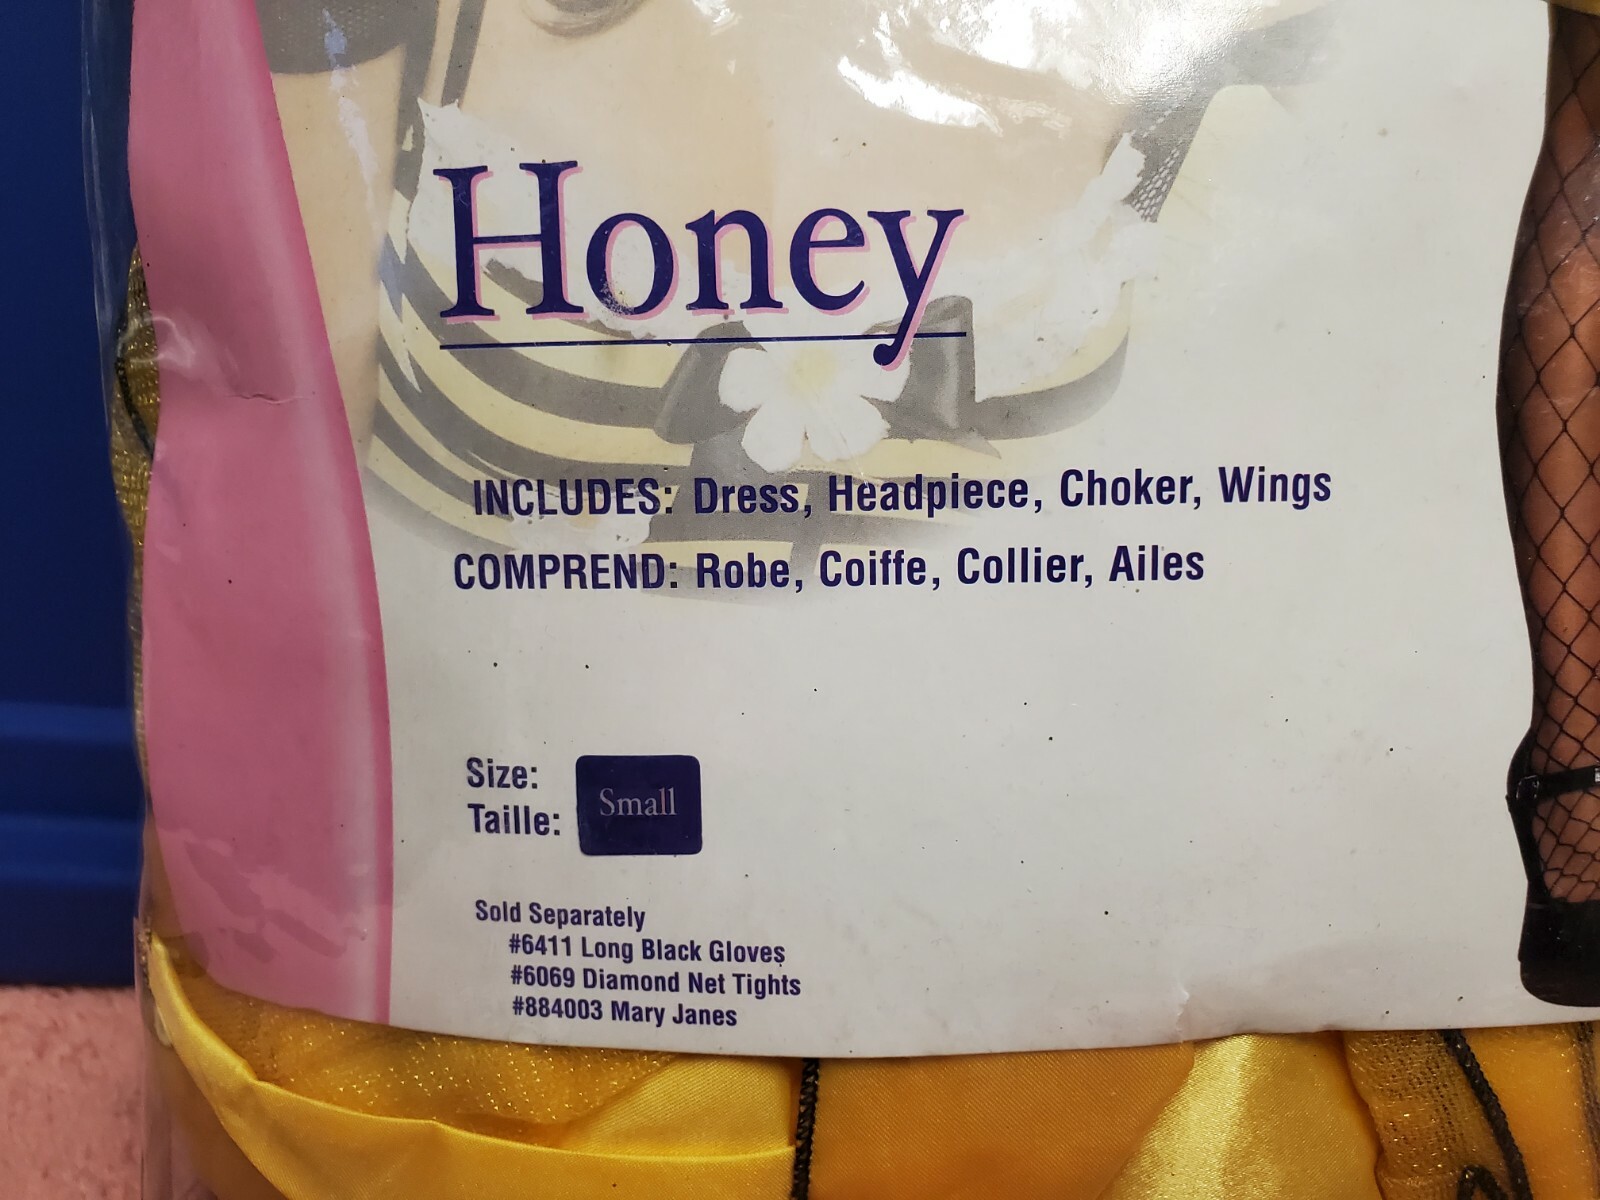 Honey
INCLUDES: Dress, Headpiece, Choker, Wings
COMPREND: Robe, Coiffe, Collier, Ailes
Size:
Taille:
Small
Sold Separately
#6411 Long Black Gloves
#6069 Diamond Net Tights
#884003 Mary Janes